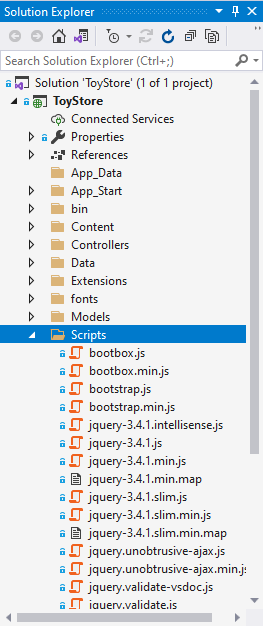 Solution Explorer
Search Solution Explorer (Ctrl+;)
Solution 'ToyStore' (1 of 1 project)
ToyStore
Connected Services
Properties
References
App_Data
App_Start
bin
Content
Controllers
Data
Extensions
fonts
Models
Scripts
bootbox.js
bootbox.min.js
bootstrap.js
bootstrap.min.js
jquery-3.4.1.intellisense.js
jquery-3.4.1.js
jquery-3.4.1.min.js
jquery-3.4.1.min.map
jquery-3.4.1.slim.js
jquery-3.4.1.slim.min.js
jquery-3.4.1.slim.min.map
jquery.unobtrusive-ajax.js
jquery.unobtrusive-ajax.min.js
jquery.validate-vsdoc.js
jquery.validate.js